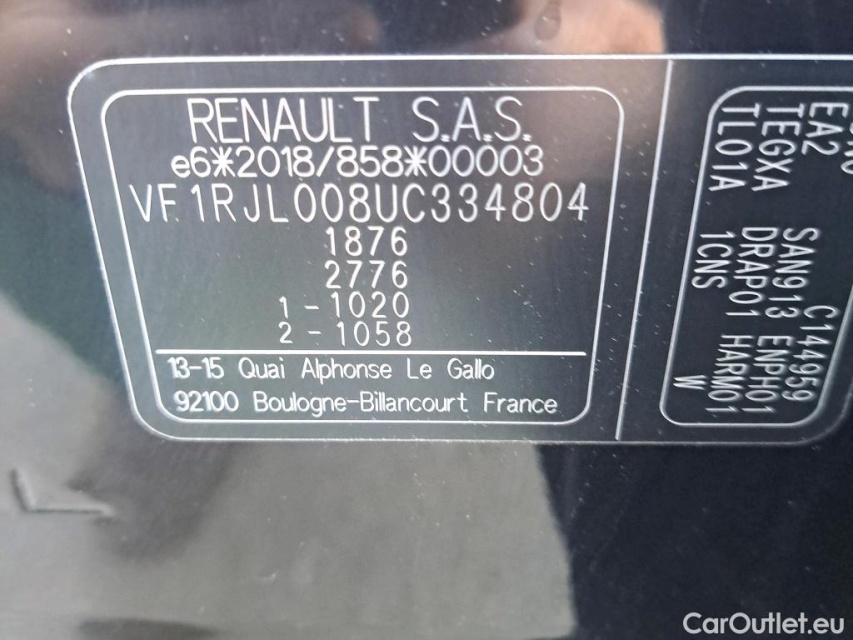 RENAULT S.A.S.
e6*2018/858*00003
VF1RJL008UC334804
1876
2776
1 - 1020
2 - 1058
13-15 Quai Alphonse Le Gallo
92100 Boulogne-Billancourt France
EA2
TEGXA
TL01A
C144959
SAN913 ENPH01
DRAP01 HARM01
1CNS W
CarOutlet.eu